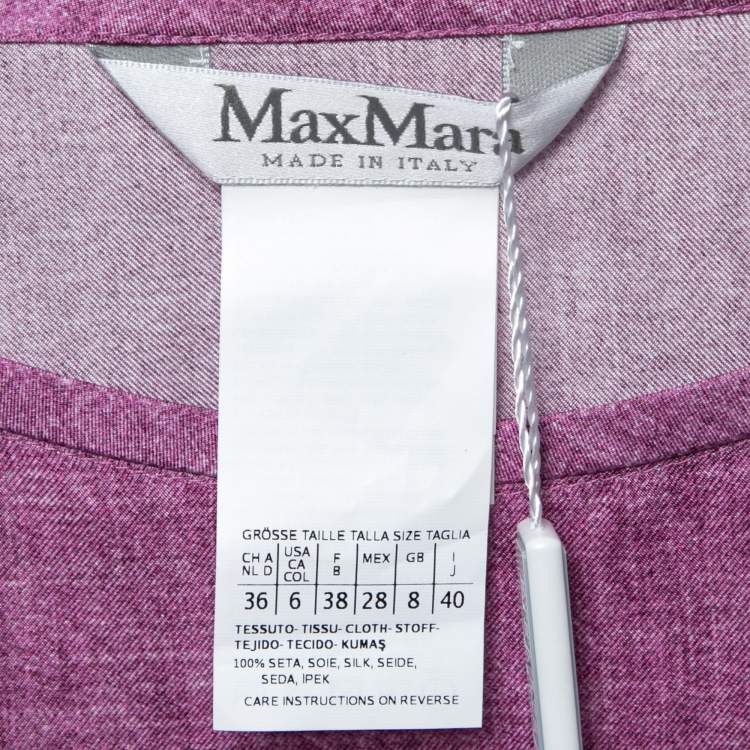 MaxMara
MADE IN ITALY
GRÖSSE TAILLE TALLA SIZE TAGLIA
CH A NL D USA CA COL F B MEX GB I J
36 6 38 28 8 40
TESSUTO- TISSU- CLOTH- STOFF-
TEJIDO- TECIDO- KUMAŞ
100% SETA, SOIE, SILK, SEIDE,
SEDA, IPEK
CARE INSTRUCTIONS ON REVERSE